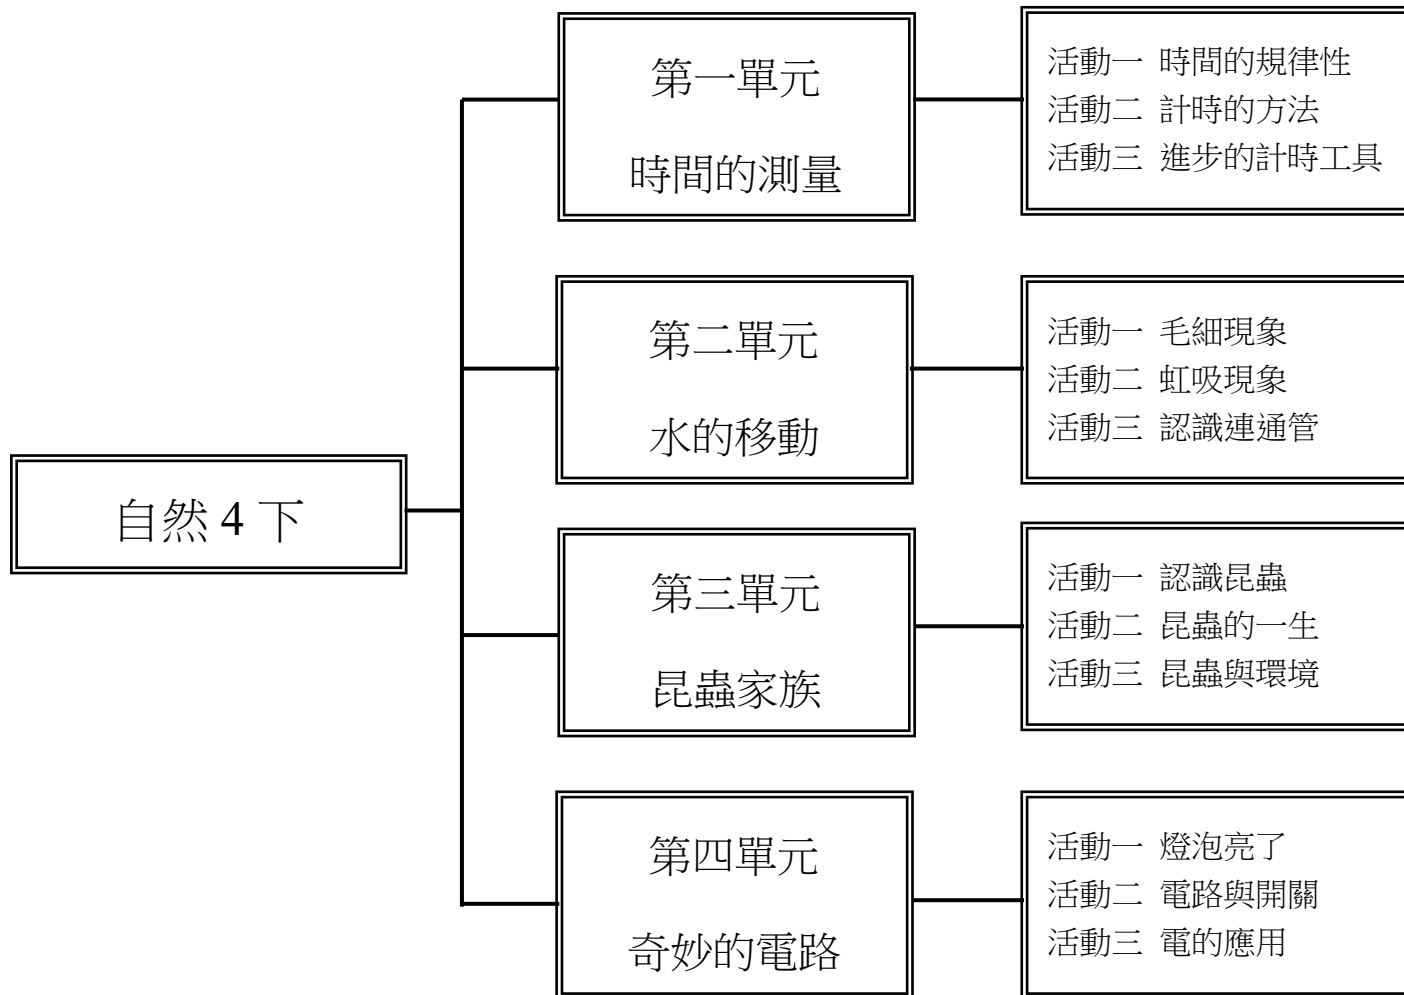 自然 4 下
第一單元
時間的測量
活動一 時間的規律性
活動二 計時的方法
活動三 進步的計時工具
第二單元
水的移動
活動一 毛細現象
活動二 虹吸現象
活動三 認識連通管
第三單元
昆蟲家族
活動一 認識昆蟲
活動二 昆蟲的一生
活動三 昆蟲與環境
第四單元
奇妙的電路
活動一 燈泡亮了
活動二 電路與開關
活動三 電的應用